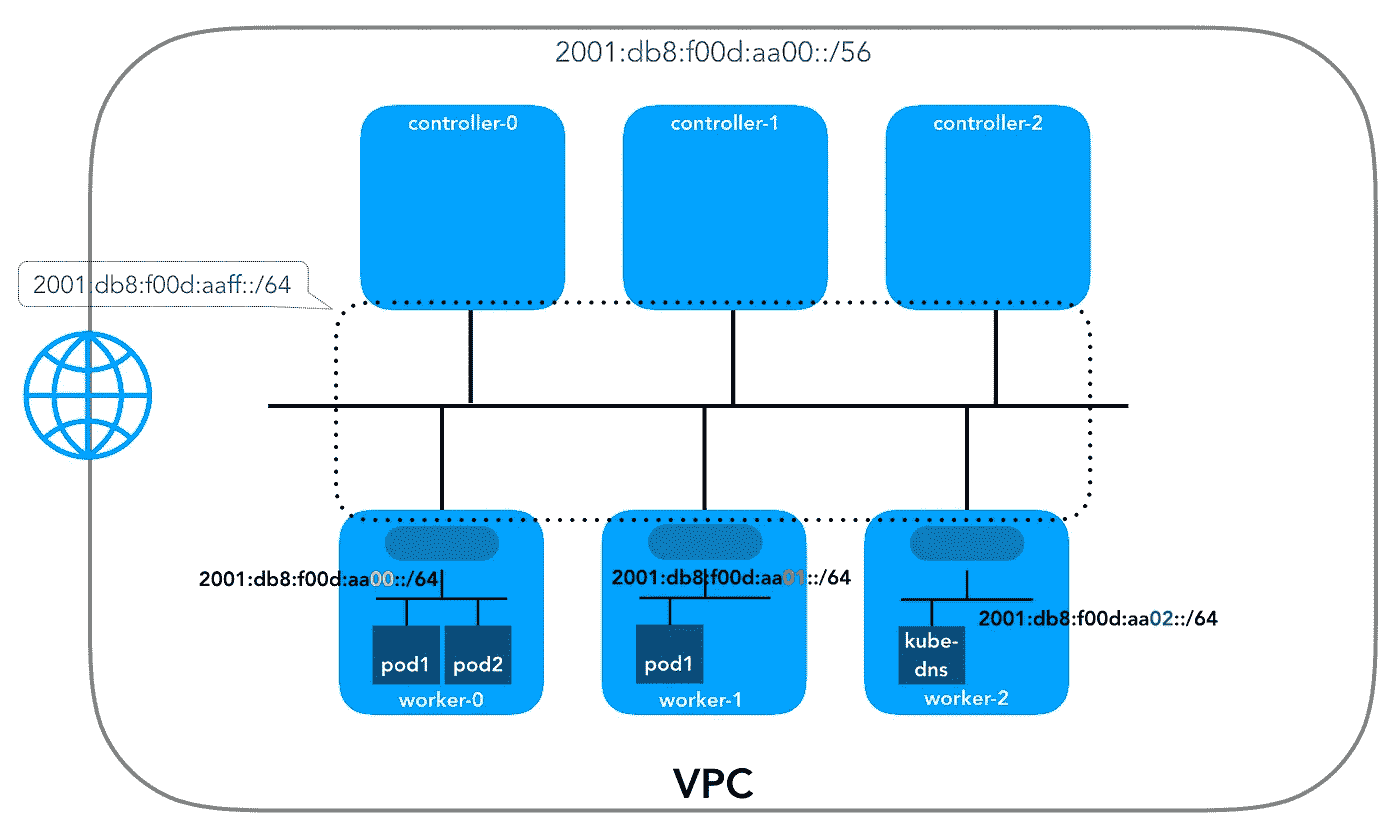 2001:db8:f00d:aa00::/56
controller-0
controller-1
controller-2
2001:db8:f00d:aaff::/64
2001:db8:f00d:aa00::/64
2001:db8:f00d:aa01::/64
2001:db8:f00d:aa02::/64
pod1
pod2
pod1
kube-
dns
worker-0
worker-1
worker-2
VPC